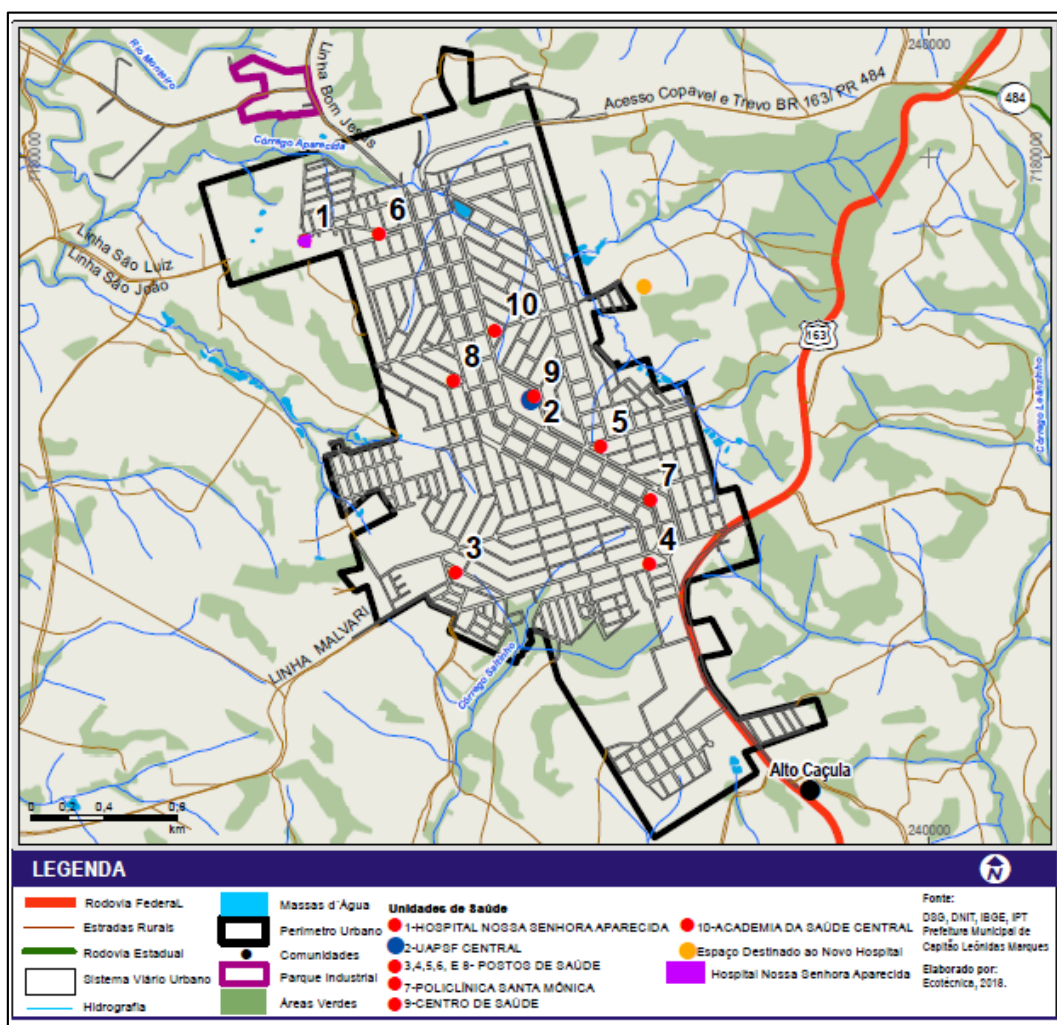 240000
Rio Monteiro
Linha Bom Jesus
Acesso Copavel e Trevo BR 163/ PR 484
484
Córrego Aparecida
7180000
7180000
1
6
Linha São Luiz
Linha São João
10
163
8
9
2
5
Córrego Leãozinho
7
3
4
LINHA MALVARI
Córrego Saltinho
Alto Caçula
0 0,2 0,4 0,8
km
240000
LEGENDA
N
Rodovia FederaL
Estradas Rurais
Rodovia Estadual
Sistema Viário Urbano
Hidrografia
Massas d´Água
Perímetro Urbano
Comunidades
Parque Industrial
Áreas Verdes
Unidades de Saúde
1-HOSPITAL NOSSA SENHORA APARECIDA
2-UAPSF CENTRAL
3,4,5,6, E 8- POSTOS DE SAÚDE
7-POLICLÍNICA SANTA MÔNICA
9-CENTRO DE SAÚDE
10-ACADEMIA DA SAÚDE CENTRAL
Espaço Destinado ao Novo Hospital
Hospital Nossa Senhora Aparecida
Fonte:
DSG, DNIT, IBGE, IPT
Prefeitura Municipal de
Capitão Leônidas Marques
Elaborado por:
Ecotécnica, 2018.